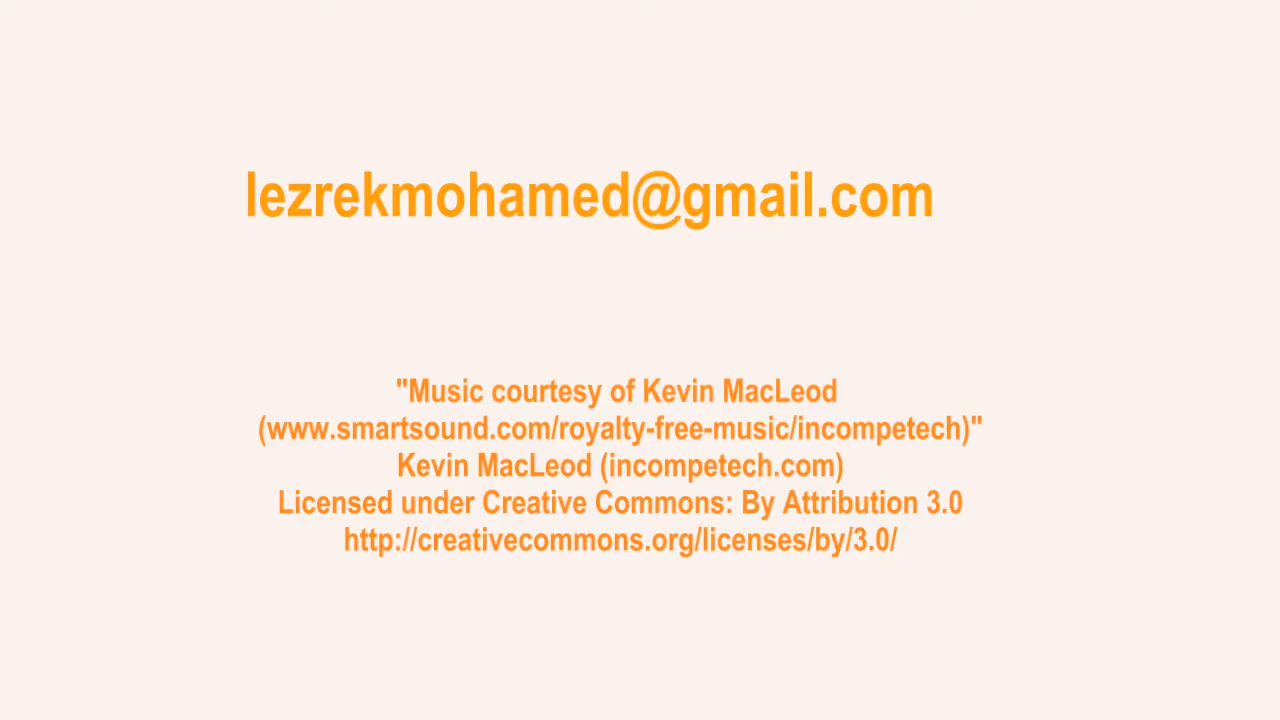 lezrekmohamed@gmail.com
"Music courtesy of Kevin MacLeod
(www.smartsound.com/royalty-free-music/incompetech)"
Kevin MacLeod (incompetech.com)
Licensed under Creative Commons: By Attribution 3.0
http://creativecommons.org/licenses/by/3.0/